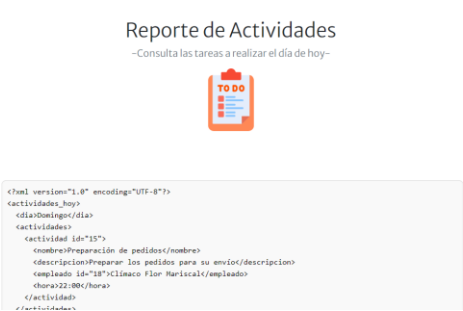 Reporte de Actividades
-Consulta las tareas a realizar el día de hoy-
TO DO
<?xml version="1.0" encoding="UTF-8"?>
<actividades_hoy>
<dia>Domingo</dia>
<actividades>
<actividad id="15">
<nombre>Preparación de pedidos</nombre>
<descripcion>Preparar los pedidos para su envío</descripcion>
<empleado id="18">Clímaco Flor Mariscal</empleado>
<hora>22:00</hora>
</actividad>
</actividades>